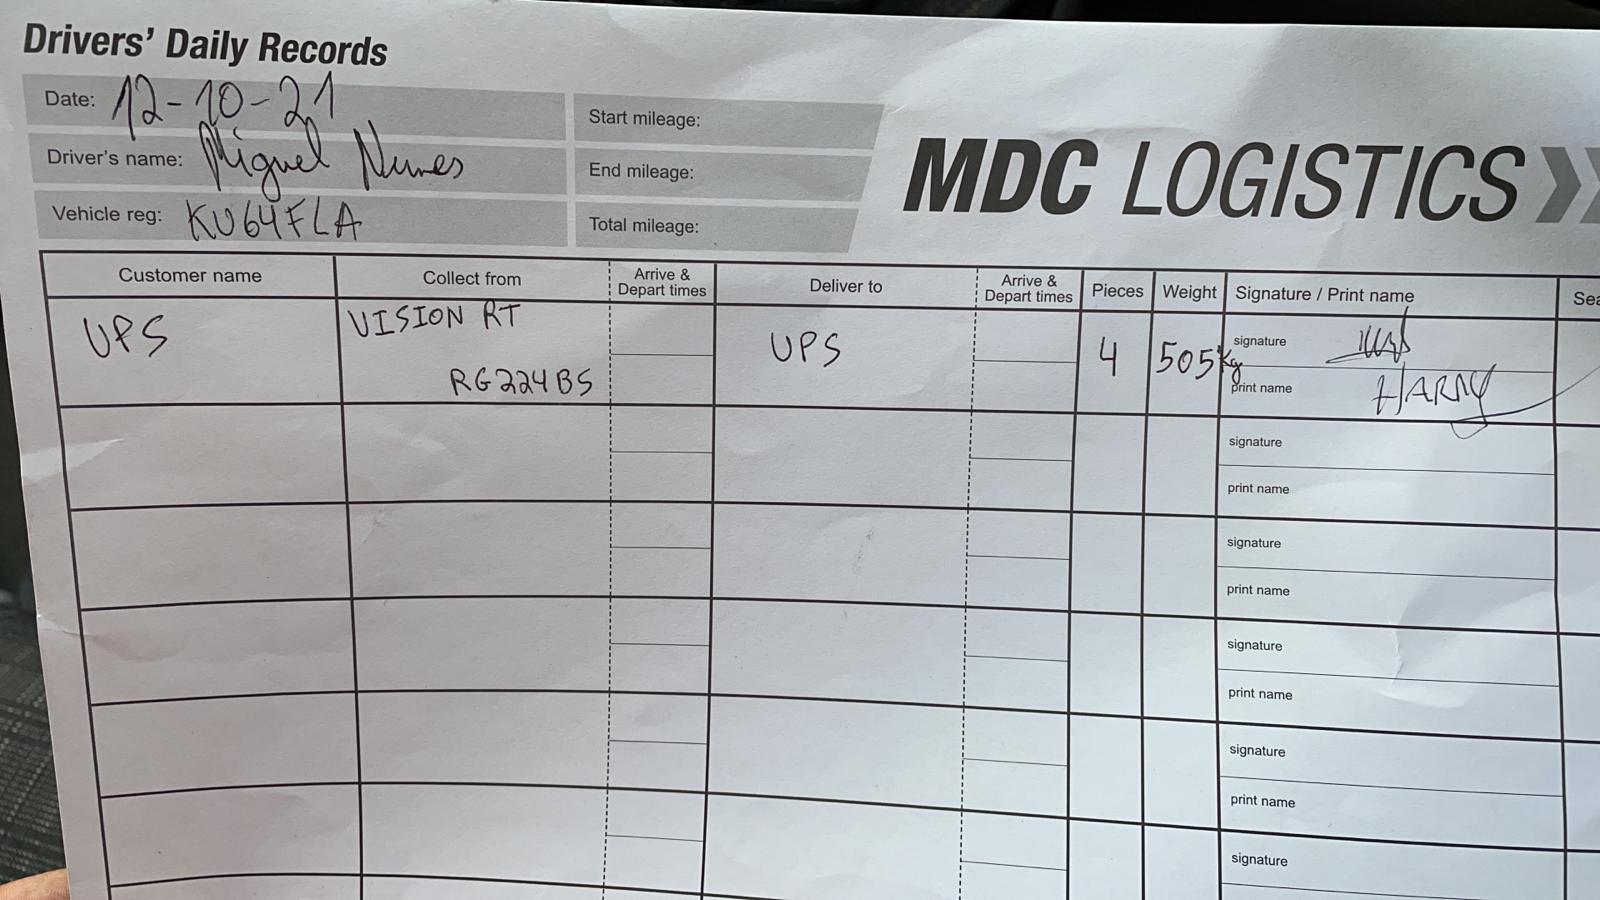 Drivers' Daily Records
Date: 12-10-21
Driver's name: Miguel Nunes
Vehicle reg: KU64FLA
Start mileage:
End mileage:
Total mileage:
MDC LOGISTICS
Customer name Collect from Arrive & Depart times Deliver to Arrive & Depart times Pieces Weight Signature / Print name
UPS VISION RT UPS 4 505kg signature
RG224BS print name HARRY
signature
print name
signature
print name
signature
print name
signature
print name
signature